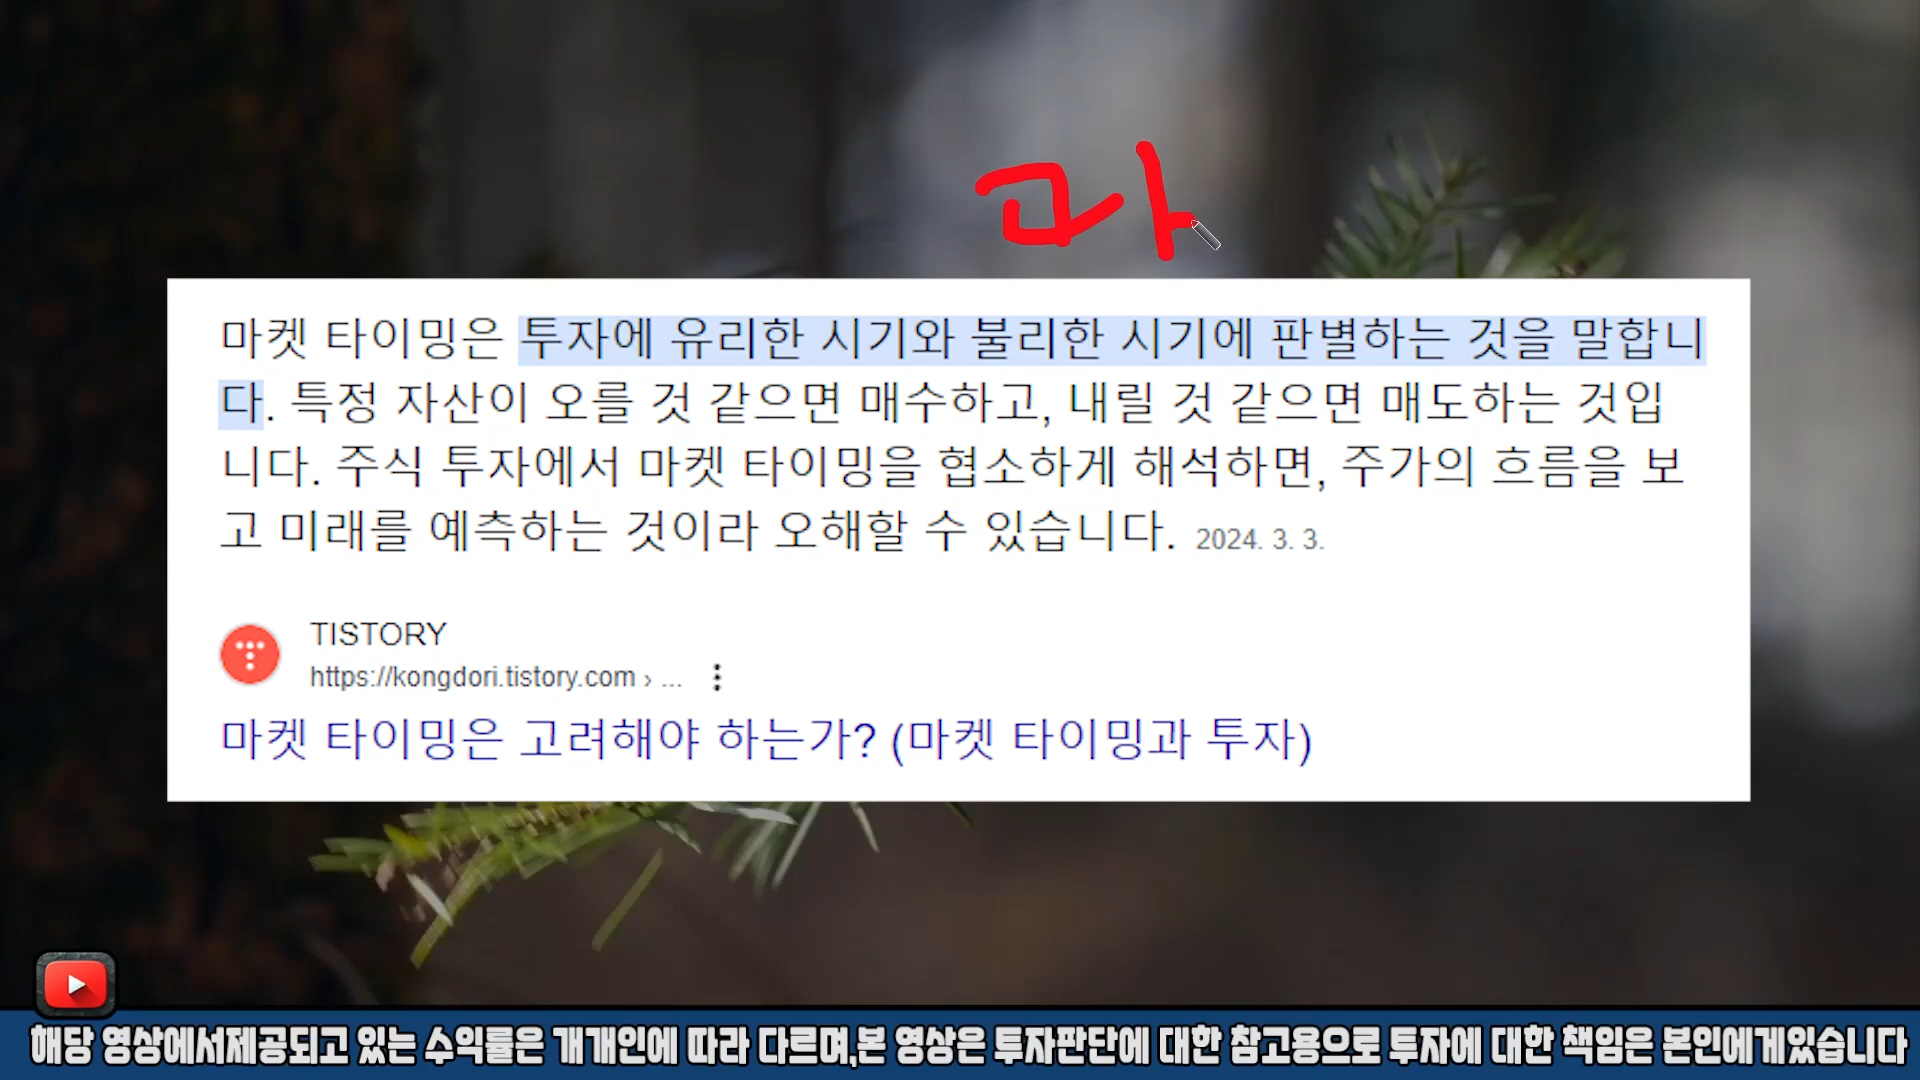 마켓 타이밍은 투자에 유리한 시기와 불리한 시기에 판별하는 것을 말합니
다. 특정 자산이 오를 것 같으면 매수하고, 내릴 것 같으면 매도하는 것입
니다. 주식 투자에서 마켓 타이밍을 협소하게 해석하면, 주가의 흐름을 보
고 미래를 예측하는 것이라 오해할 수 있습니다. 2024. 3. 3.
TISTORY
https://kongdori.tistory.com › ...
마켓 타이밍은 고려해야 하는가? (마켓 타이밍과 투자)
해당 영상에서제공되고 있는 수익률은 개개인에 따라 다르며,본 영상은 투자판단에 대한 참고용으로 투자에 대한 책임은 본인에게있습니다